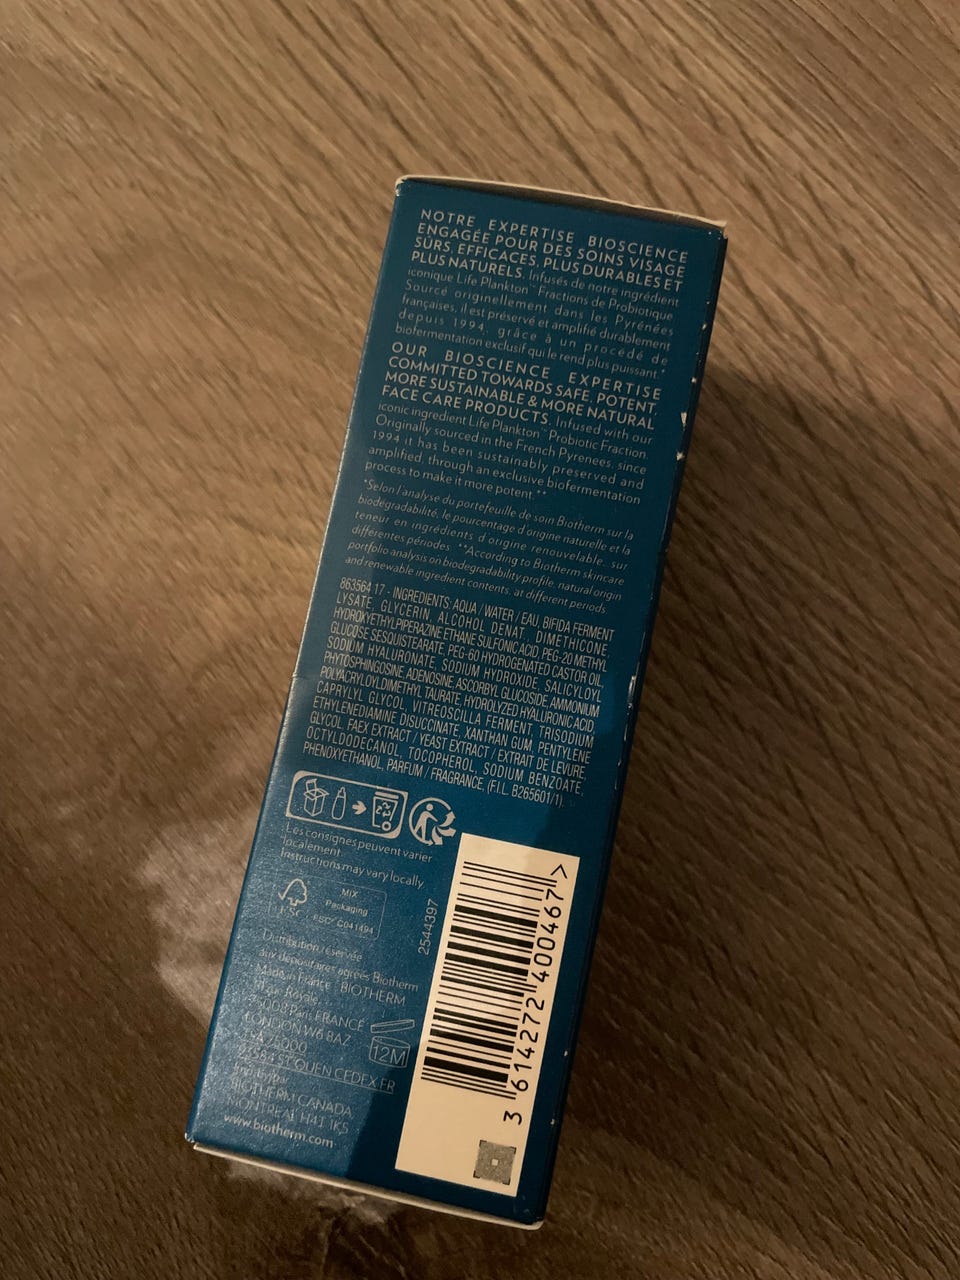 NOTRE EXPERTISE BIOSCIENCE
ENGAGÉE POUR DES SOINS VISAGE
SÛRS, EFFICACES, PLUS DURABLES ET
PLUS NATURELS. Infusés de notre ingrédient
iconique Life Plankton™ Fractions de Probiotique
Sourcé originellement dans les Pyrénées
françaises, il est préservé et amplifié durablement
depuis 1994, grâce à un procédé de
biofermentation exclusif qui le rend plus puissant.*
OUR BIOSCIENCE EXPERTISE
COMMITTED TOWARDS SAFE, POTENT,
MORE SUSTAINABLE & MORE NATURAL
FACE CARE PRODUCTS. Infused with our
iconic ingredient Life Plankton™ Probiotic Fraction.
Originally sourced in the French Pyrenees, since
1994 it has been sustainably preserved and
amplified, through an exclusive biofermentation
process to make it more potent.**
*Selon l'analyse du portefeuille de soin Biotherm sur la
biodégradabilité, le pourcentage d'origine naturelle et la
teneur en ingrédients d'origine renouvelable... sur
différentes périodes. **According to Biotherm skincare
portfolio analysis on biodegradability profile, natural origin
and renewable ingredient contents, at different periods.
863564 17 - INGREDIENTS: AQUA / WATER / EAU, BIFIDA FERMENT
LYSATE, GLYCERIN, ALCOHOL DENAT., DIMETHICONE,
HYDROXYETHYLPIPERAZINE ETHANE SULFONIC ACID, PEG-20 METHYL
GLUCOSE SESQUISTEARATE, PEG-60 HYDROGENATED CASTOR OIL,
SODIUM HYALURONATE, SODIUM HYDROXIDE, SALICYLOYL
PHYTOSPHINGOSINE, ADENOSINE, ASCORBYL GLUCOSIDE, AMMONIUM
POLYACRYLOYLDIMETHYL TAURATE, HYDROLYZED HYALURONIC ACID,
CAPRYLYL GLYCOL, VITREOSCILLA FERMENT, TRISODIUM
ETHYLENEDIAMINE DISUCCINATE, XANTHAN GUM, PENTYLENE
GLYCOL, FAEX EXTRACT / YEAST EXTRACT / EXTRAIT DE LEVURE,
OCTYLDODECANOL, TOCOPHEROL, SODIUM BENZOATE,
PHENOXYETHANOL, PARFUM / FRAGRANCE, (F.I.L. B265601/1).
Les consignes peuvent varier
localement
Instructions may vary locally
FSC
MIX
Packaging
FSC® C041494
2544397
Distribution réservée
aux dépositaires agréés Biotherm
Made in France - BIOTHERM
Royale,
75008 Paris FRANCE
LONDON W6 8AZ
ST OUEN CEDEX FR
12M
BIOTHERM CANADA
MONTREAL H4T 1K5
www.biotherm.com
3 614272 400467 >